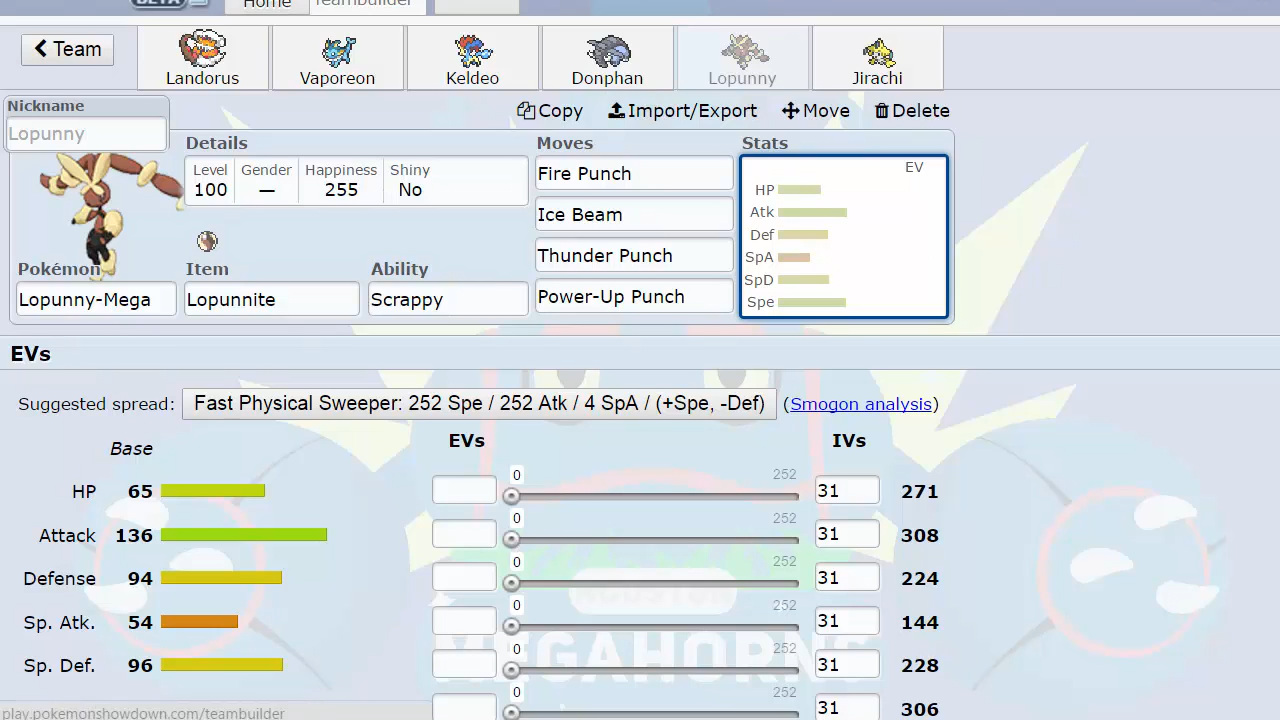 BETA
Home
Teambuilder
Team
Landorus
Vaporeon
Keldeo
Donphan
Lopunny
Jirachi
Nickname
Lopunny
Copy
Import/Export
Move
Delete
Details
Moves
Stats
Level
Gender
Happiness
Shiny
100
—
255
No
Fire Punch
Ice Beam
Thunder Punch
Power-Up Punch
EV
HP
Atk
Def
SpA
SpD
Spe
Pokémon
Item
Ability
Lopunny-Mega
Lopunnite
Scrappy
EVs
Suggested spread: Fast Physical Sweeper: 252 Spe / 252 Atk / 4 SpA / (+Spe, -Def) (Smogon analysis)
Base
EVs
IVs
HP 65 0 252 31 271
Attack 136 0 252 31 308
Defense 94 0 252 31 224
Sp. Atk. 54 0 252 31 144
Sp. Def. 96 0 252 31 228
0 252 31 306
MEGAHORNS
play.pokemonshowdown.com/teambuilder